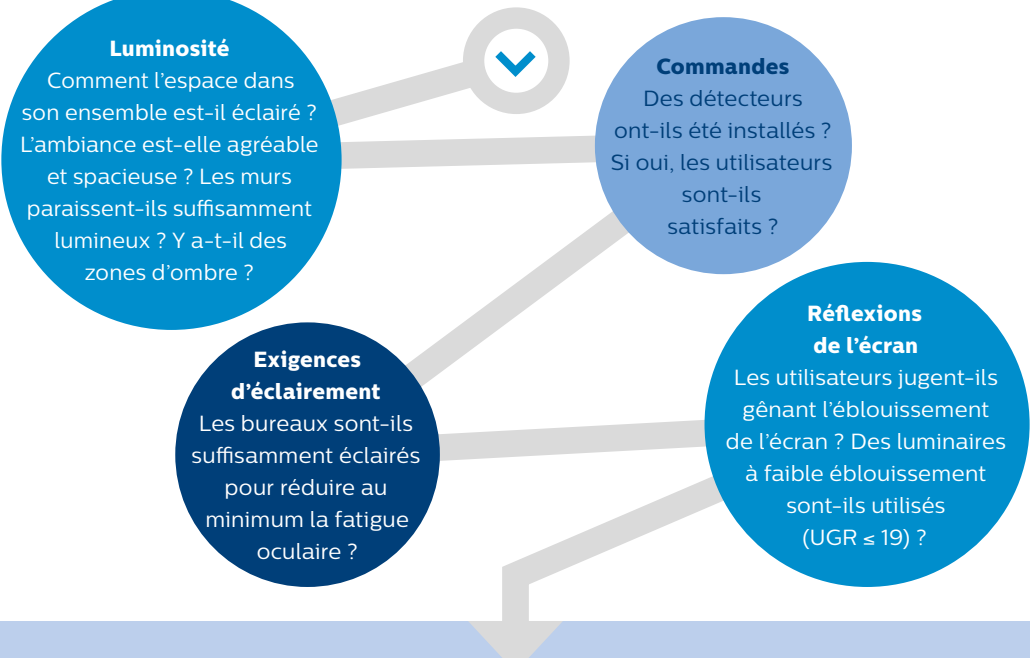 Luminosité
Comment l'espace dans
son ensemble est-il éclairé ?
L'ambiance est-elle agréable
et spacieuse ? Les murs
paraissent-ils suffisamment
lumineux ? Y a-t-il des
zones d'ombre ?
Commandes
Des détecteurs
ont-ils été installés ?
Si oui, les utilisateurs
sont-ils
satisfaits ?
Exigences
d'éclairement
Les bureaux sont-ils
suffisamment éclairés
pour réduire au
minimum la fatigue
oculaire ?
Réflexions
de l'écran
Les utilisateurs jugent-ils
gênant l'éblouissement
de l'écran ? Des luminaires
à faible éblouissement
sont-ils utilisés
(UGR ≤ 19) ?